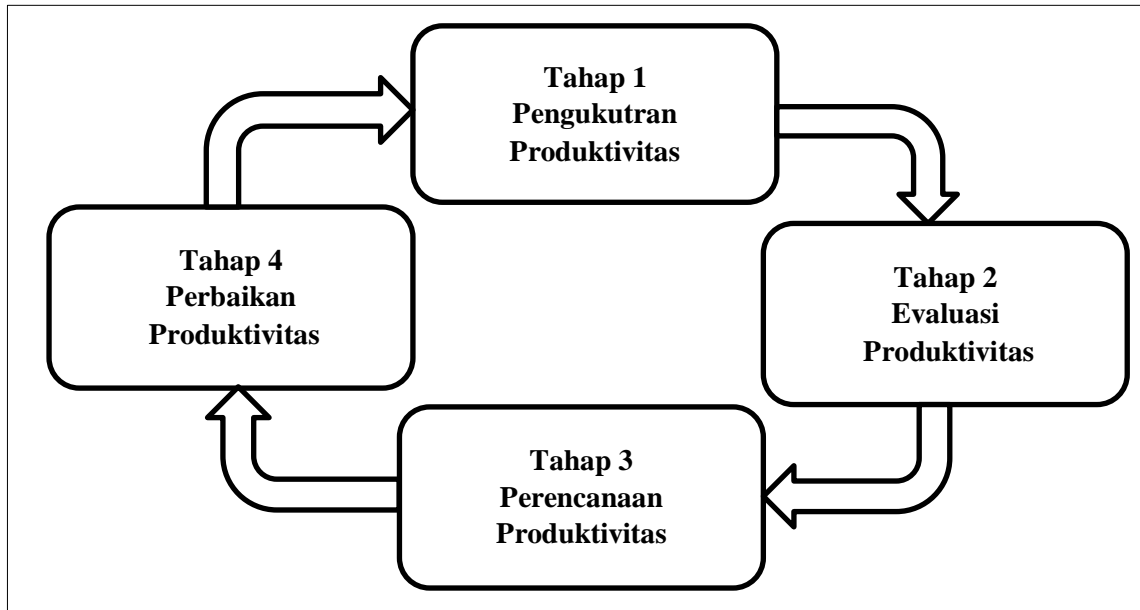 Tahap 1
Pengukutran
Produktivitas
Tahap 2
Evaluasi
Produktivitas
Tahap 3
Perencanaan
Produktivitas
Tahap 4
Perbaikan
Produktivitas